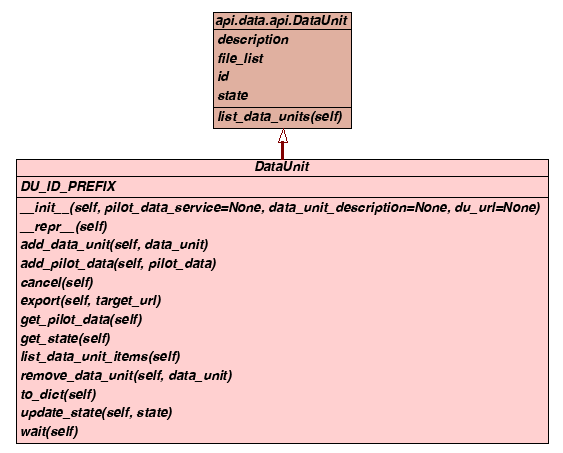 api.data.api.DataUnit
description
file_list
id
state
list_data_units(self)
DataUnit
DU_ID_PREFIX
__init__(self, pilot_data_service=None, data_unit_description=None, du_url=None)
__repr__(self)
add_data_unit(self, data_unit)
add_pilot_data(self, pilot_data)
cancel(self)
export(self, target_url)
get_pilot_data(self)
get_state(self)
list_data_unit_items(self)
remove_data_unit(self, data_unit)
to_dict(self)
update_state(self, state)
wait(self)